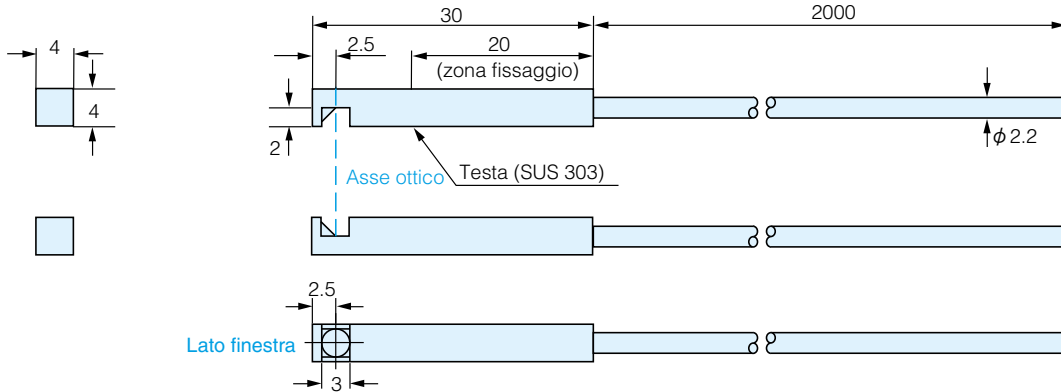 30
2000
4
2.5
20
(zona fissaggio)
4
2
φ 2.2
Asse ottico
Testa (SUS 303)
2.5
Lato finestra
3